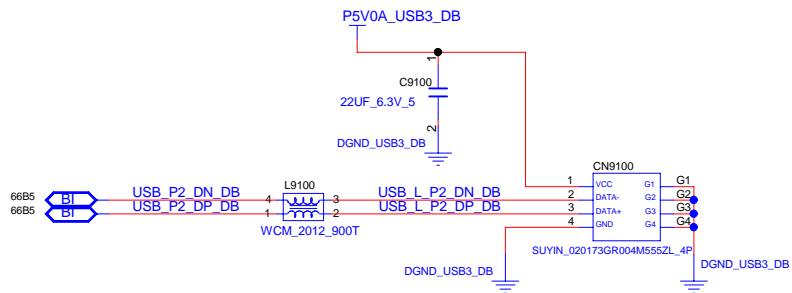 P5V0A_USB3_DB
1
C9100
22UF_6.3V_5
2
DGND_USB3_DB
CN9100
1 VCC G1 G1
2 DATA- G2 G2
3 DATA+ G3 G3
4 GND G4 G4
SUYIN_020173GR004M555ZL_4P
66B5 BI USB_P2_DN_DB 4 L9100 3 USB_L_P2_DN_DB
66B5 BI USB_P2_DP_DB 1 2 USB_L_P2_DP_DB
WCM_2012_900T
DGND_USB3_DB
DGND_USB3_DB